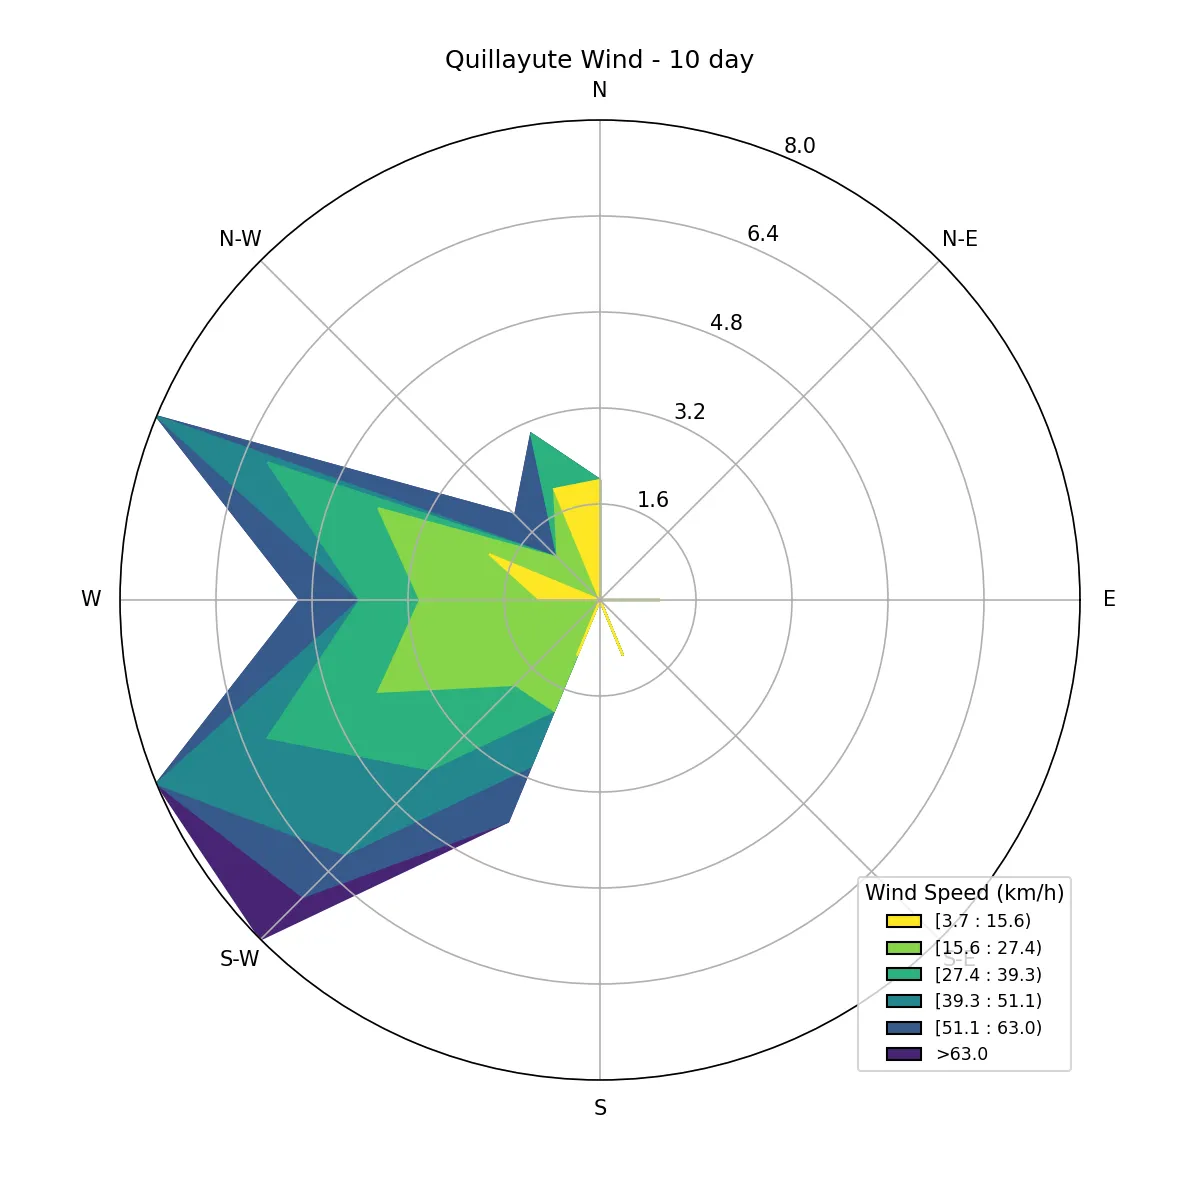 Quillayute Wind - 10 day
N
8.0
N-W
6.4
N-E
4.8
3.2
1.6
W
E
S-W
S-E
S
Wind Speed (km/h)
[3.7 : 15.6)
[15.6 : 27.4)
[27.4 : 39.3)
[39.3 : 51.1)
[51.1 : 63.0)
>63.0